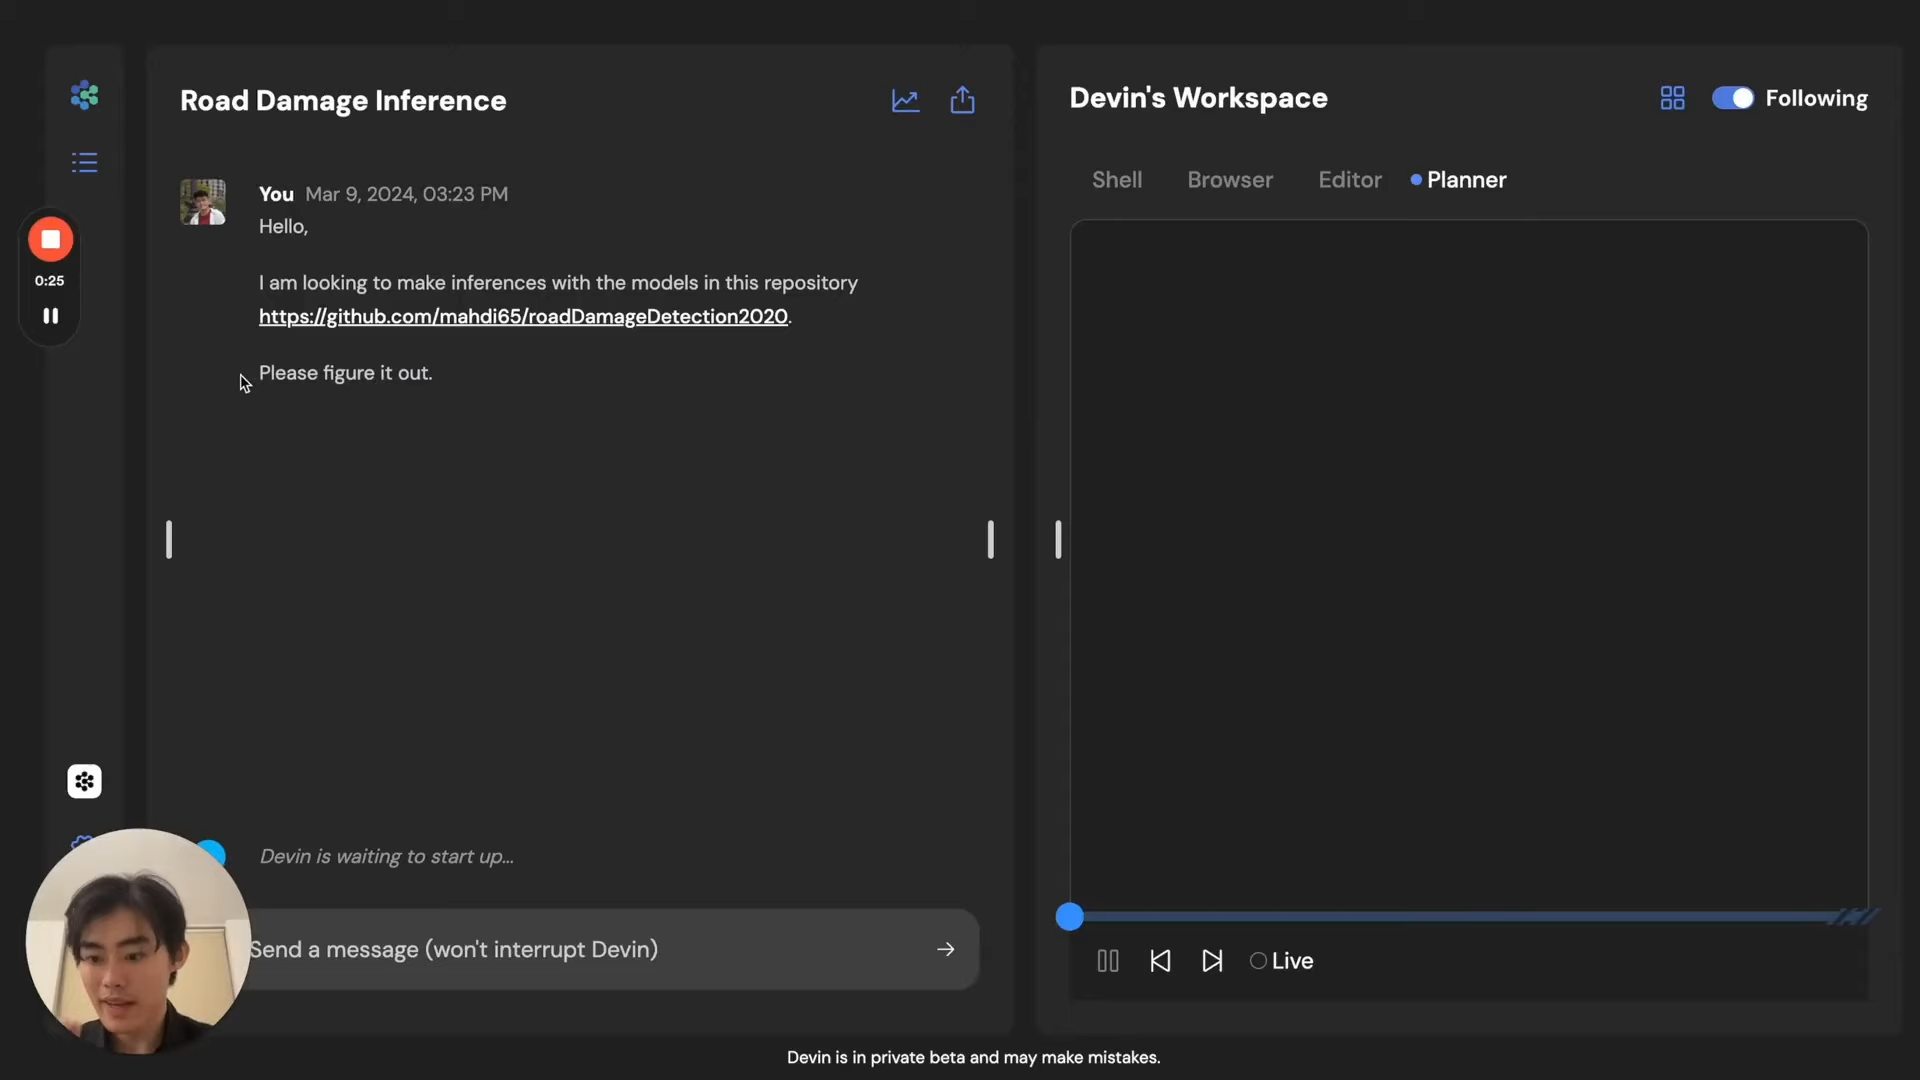 Road Damage Inference
You Mar 9, 2024, 03:23 PM
Hello,
I am looking to make inferences with the models in this repository
https://github.com/mahdi65/roadDamageDetection2020.
Please figure it out.
0:25
Devin is waiting to start up...
Send a message (won't interrupt Devin)
Devin's Workspace
Following
Shell Browser Editor Planner
Live
Devin is in private beta and may make mistakes.